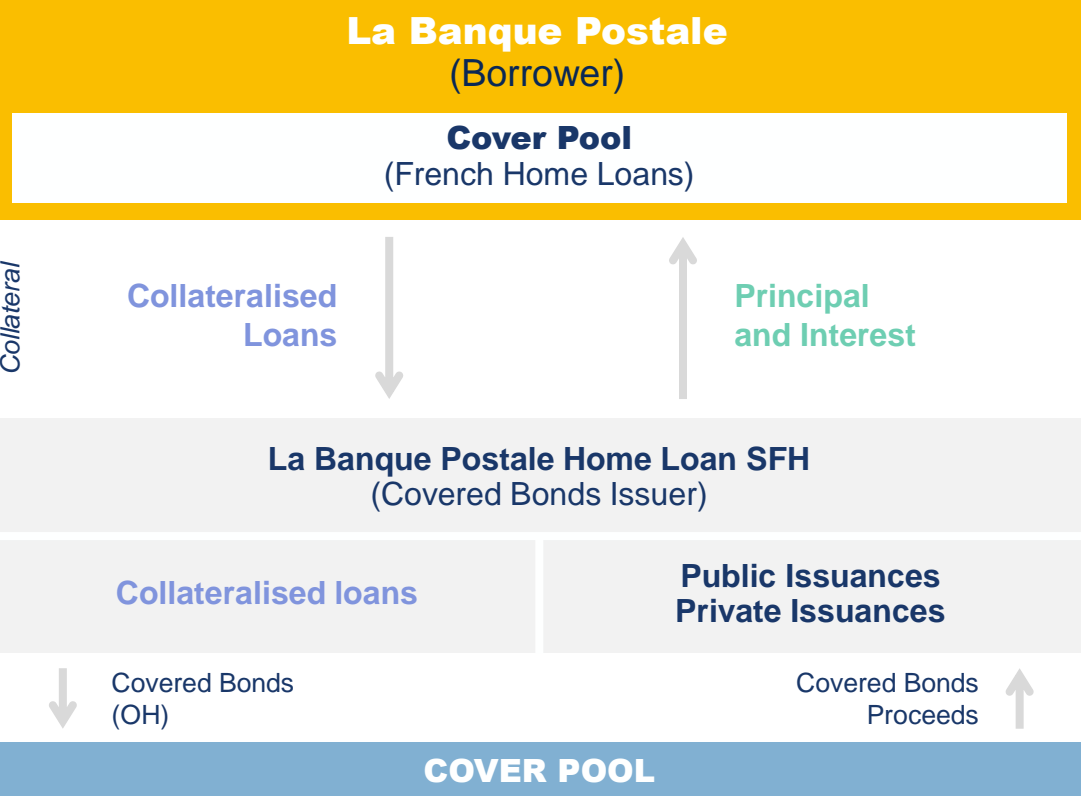 La Banque Postale
(Borrower)
Cover Pool
(French Home Loans)
Collateral
Collateralised
Loans
Principal
and Interest
La Banque Postale Home Loan SFH
(Covered Bonds Issuer)
Collateralised loans
Public Issuances
Private Issuances
Covered Bonds
(OH)
Covered Bonds
Proceeds
COVER POOL